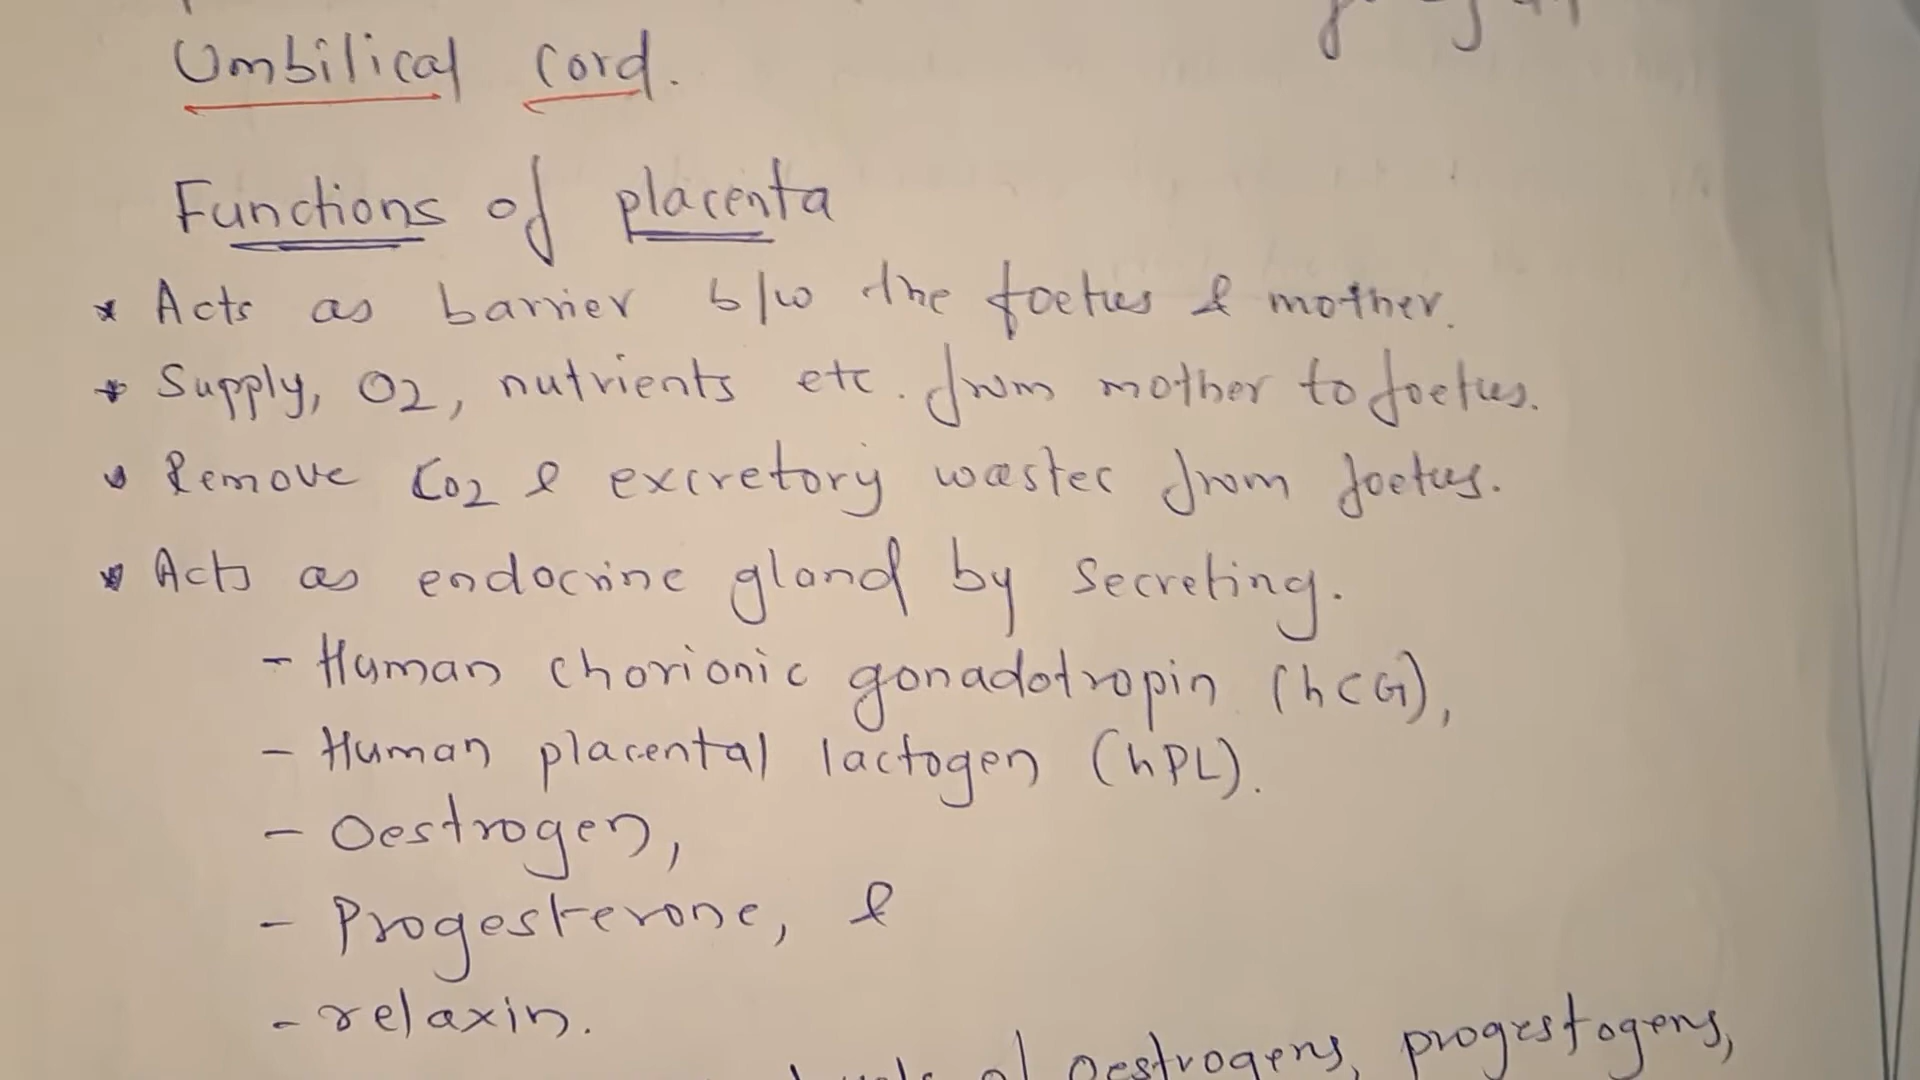 Umbilical cord.
Functions of placenta
* Acts as barrier b/w the foetus & mother.
* Supply, O2, nutrients etc. from mother to foetus.
* Remove CO2 & excretory wastes from foetus.
* Acts as endocrine gland by secreting.
- Human chorionic gonadotropin (hCG),
- Human placental lactogen (hPL).
- Oestrogen,
- Progesterone, &
- relaxin.
of oestrogens, progestogens,